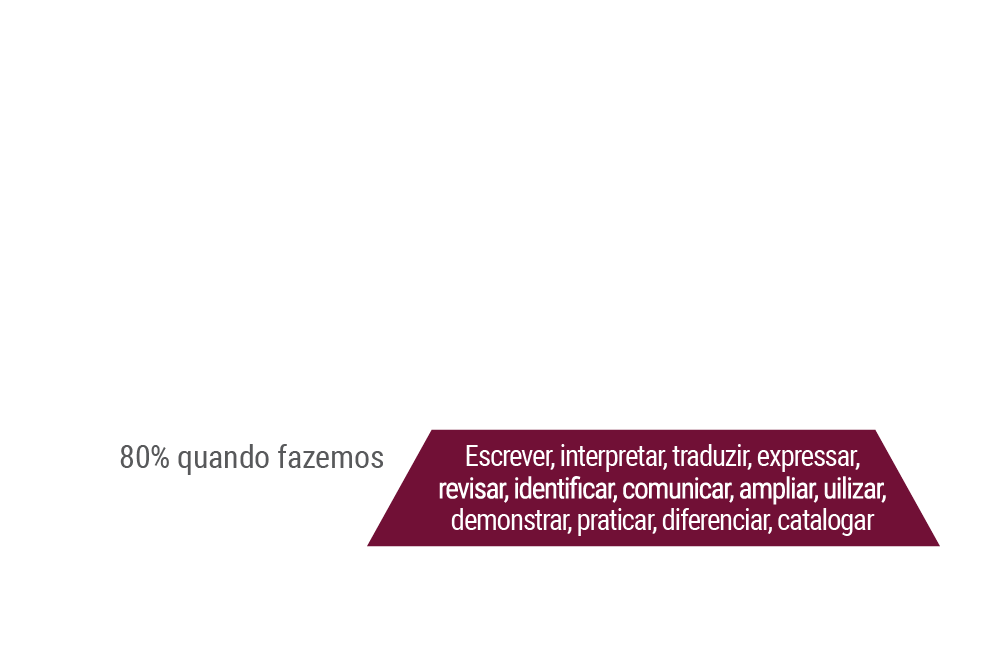 80% quando fazemos
Escrever, interpretar, traduzir, expressar,
revisar, identificar, comunicar, ampliar, uilizar,
demonstrar, praticar, diferenciar, catalogar